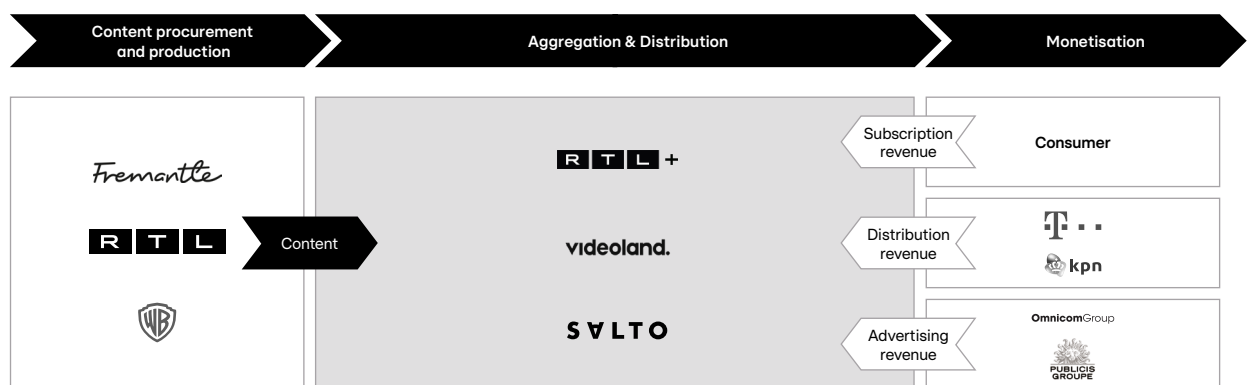 Content procurement
and production
Aggregation & Distribution
Monetisation
Fremantle
RTL
WB
Content
RTL+
videoland.
SALTO
Subscription
revenue
Consumer
Distribution
revenue
T
kpn
Advertising
revenue
OmnicomGroup
PUBLICIS
GROUPE